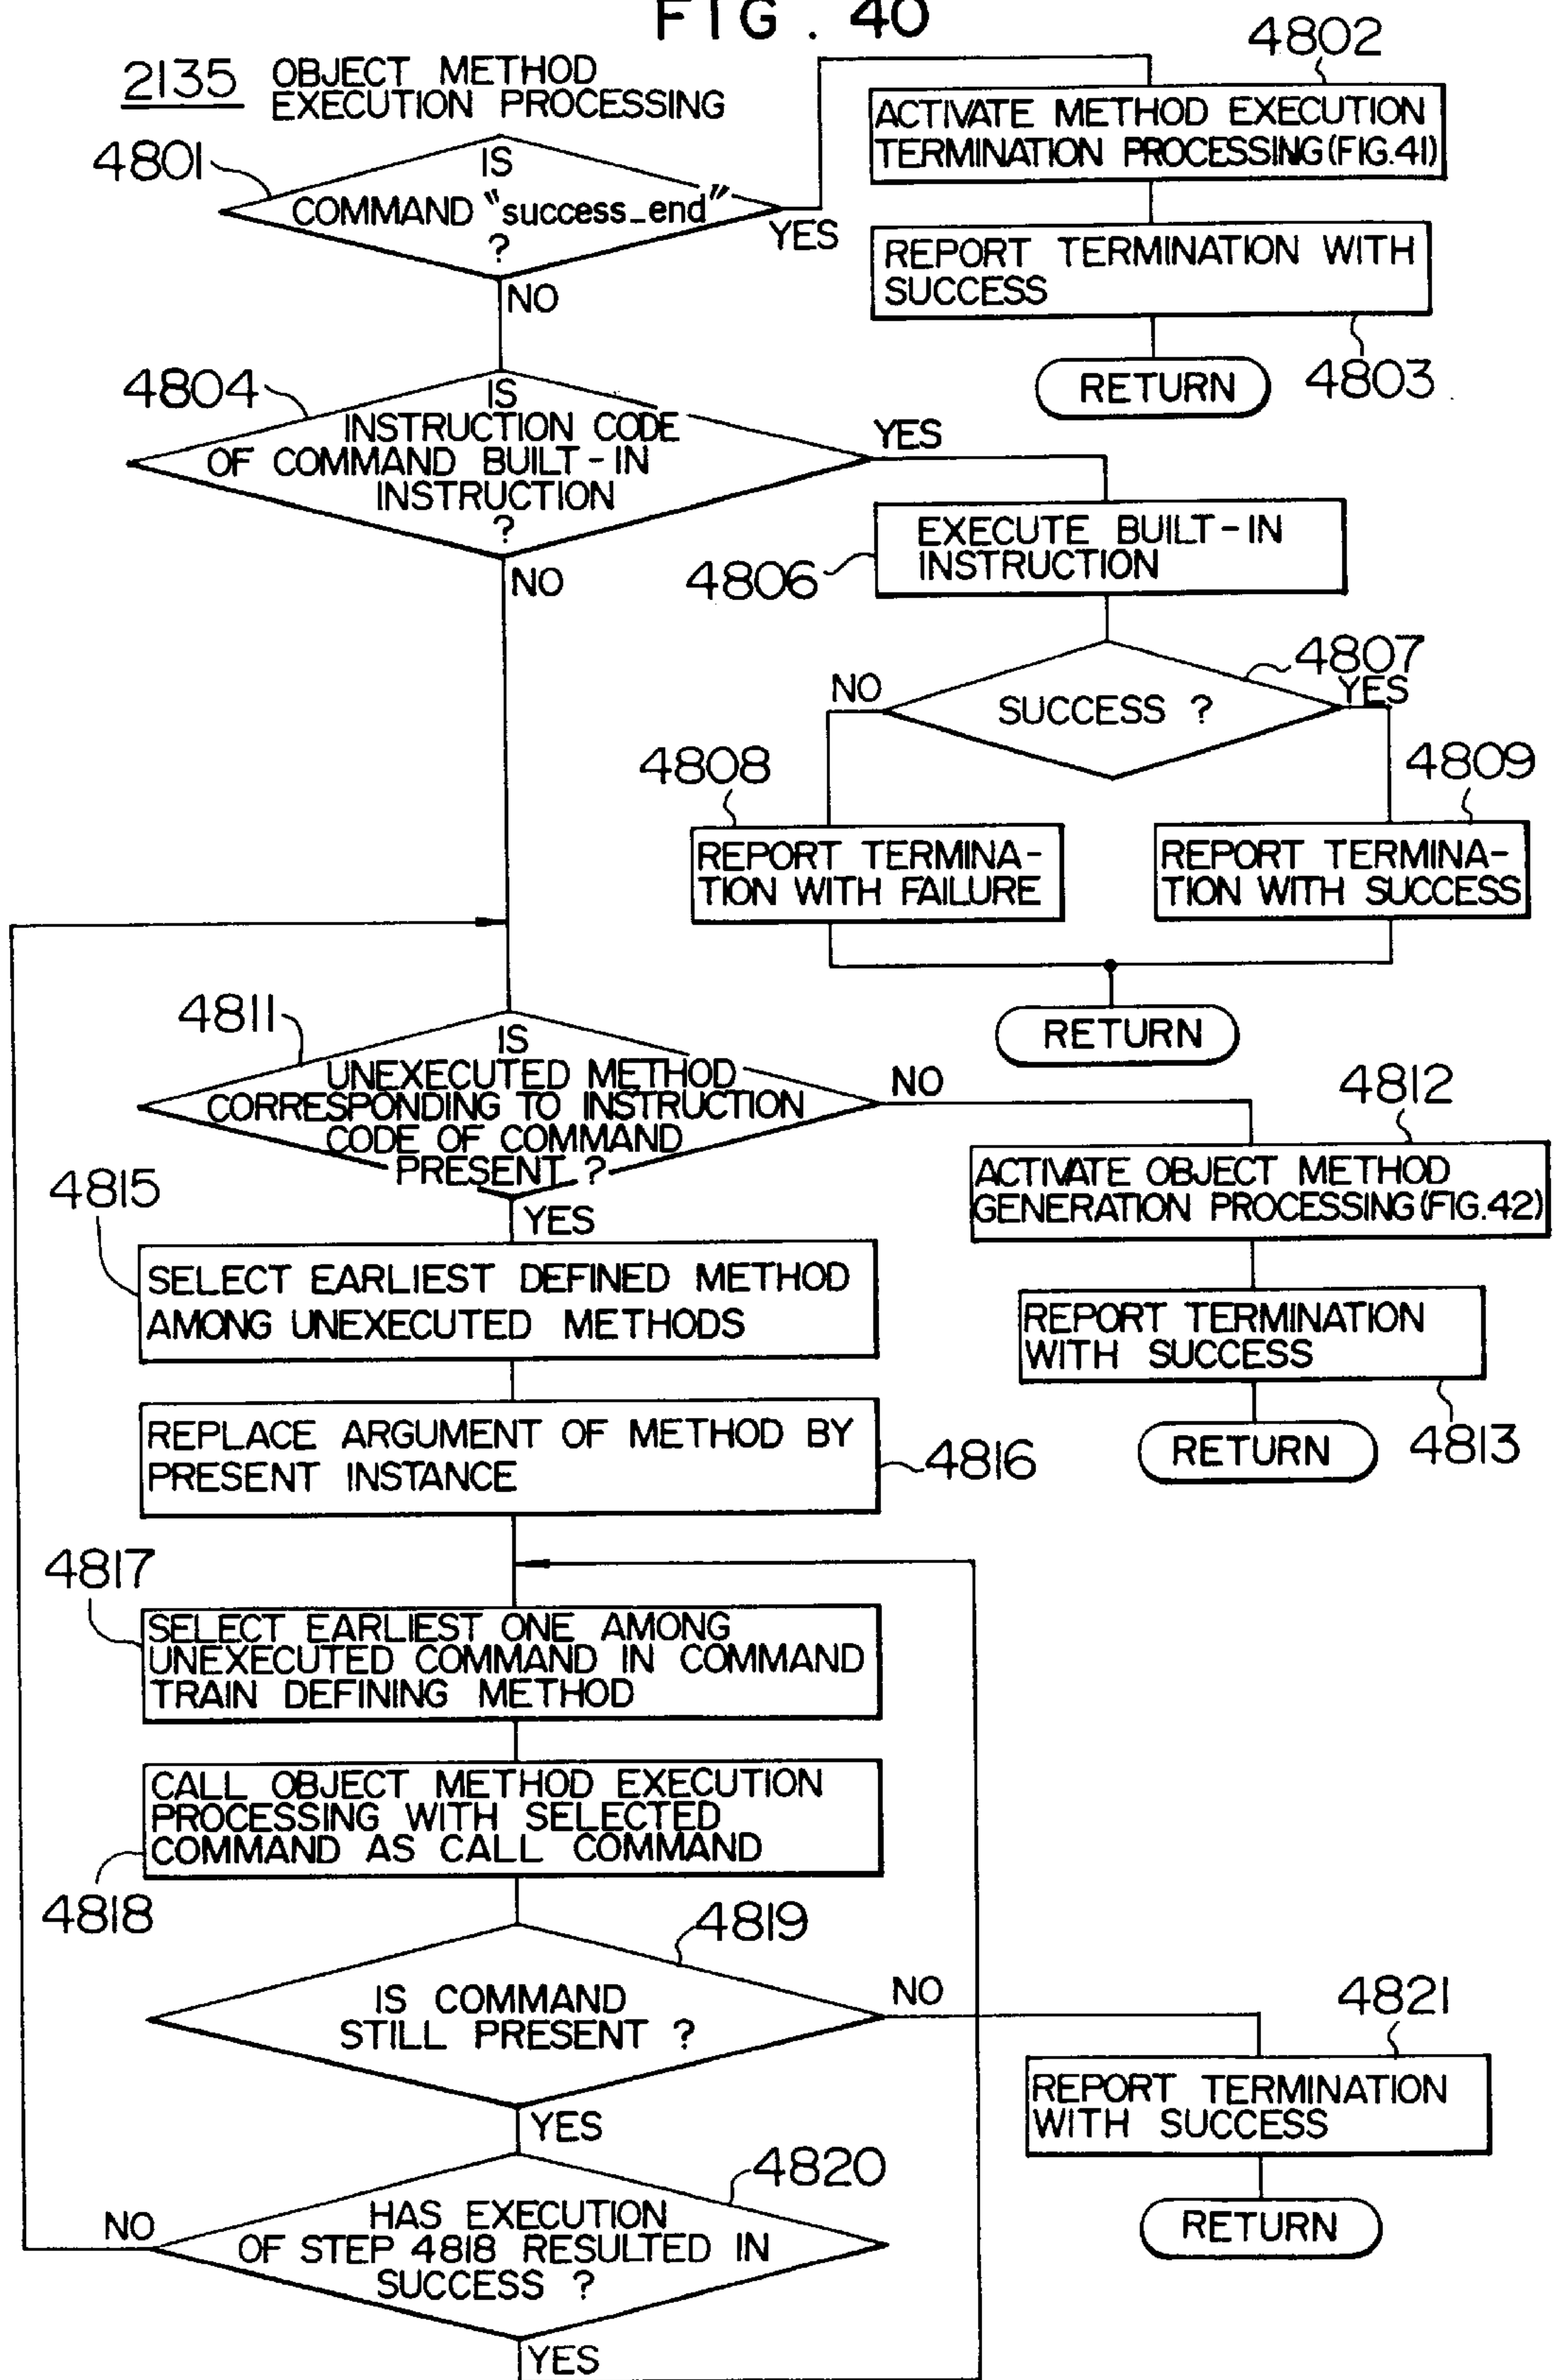 FIG. 40
2135 OBJECT METHOD
EXECUTION PROCESSING
4801
IS
COMMAND "success_end"
?
YES
NO
4802
ACTIVATE METHOD EXECUTION
TERMINATION PROCESSING(FIG.41)
REPORT TERMINATION WITH
SUCCESS
4803
RETURN
4804
IS
INSTRUCTION CODE
OF COMMAND BUILT-IN
INSTRUCTION
?
YES
NO
EXECUTE BUILT-IN
INSTRUCTION
4806
4807
SUCCESS ?
NO
YES
4808
REPORT TERMINA-
TION WITH FAILURE
4809
REPORT TERMINA-
TION WITH SUCCESS
RETURN
4811
IS
UNEXECUTED METHOD
CORRESPONDING TO INSTRUCTION
CODE OF COMMAND
PRESENT ?
NO
YES
4812
ACTIVATE OBJECT METHOD
GENERATION PROCESSING(FIG.42)
REPORT TERMINATION
WITH SUCCESS
4813
RETURN
4815
SELECT EARLIEST DEFINED METHOD
AMONG UNEXECUTED METHODS
REPLACE ARGUMENT OF METHOD BY
PRESENT INSTANCE
4816
4817
SELECT EARLIEST ONE AMONG
UNEXECUTED COMMAND IN COMMAND
TRAIN DEFINING METHOD
CALL OBJECT METHOD EXECUTION
PROCESSING WITH SELECTED
COMMAND AS CALL COMMAND
4818
4819
IS COMMAND
STILL PRESENT ?
NO
YES
4821
REPORT TERMINATION
WITH SUCCESS
RETURN
4820
HAS EXECUTION
OF STEP 4818 RESULTED IN
SUCCESS ?
NO
YES